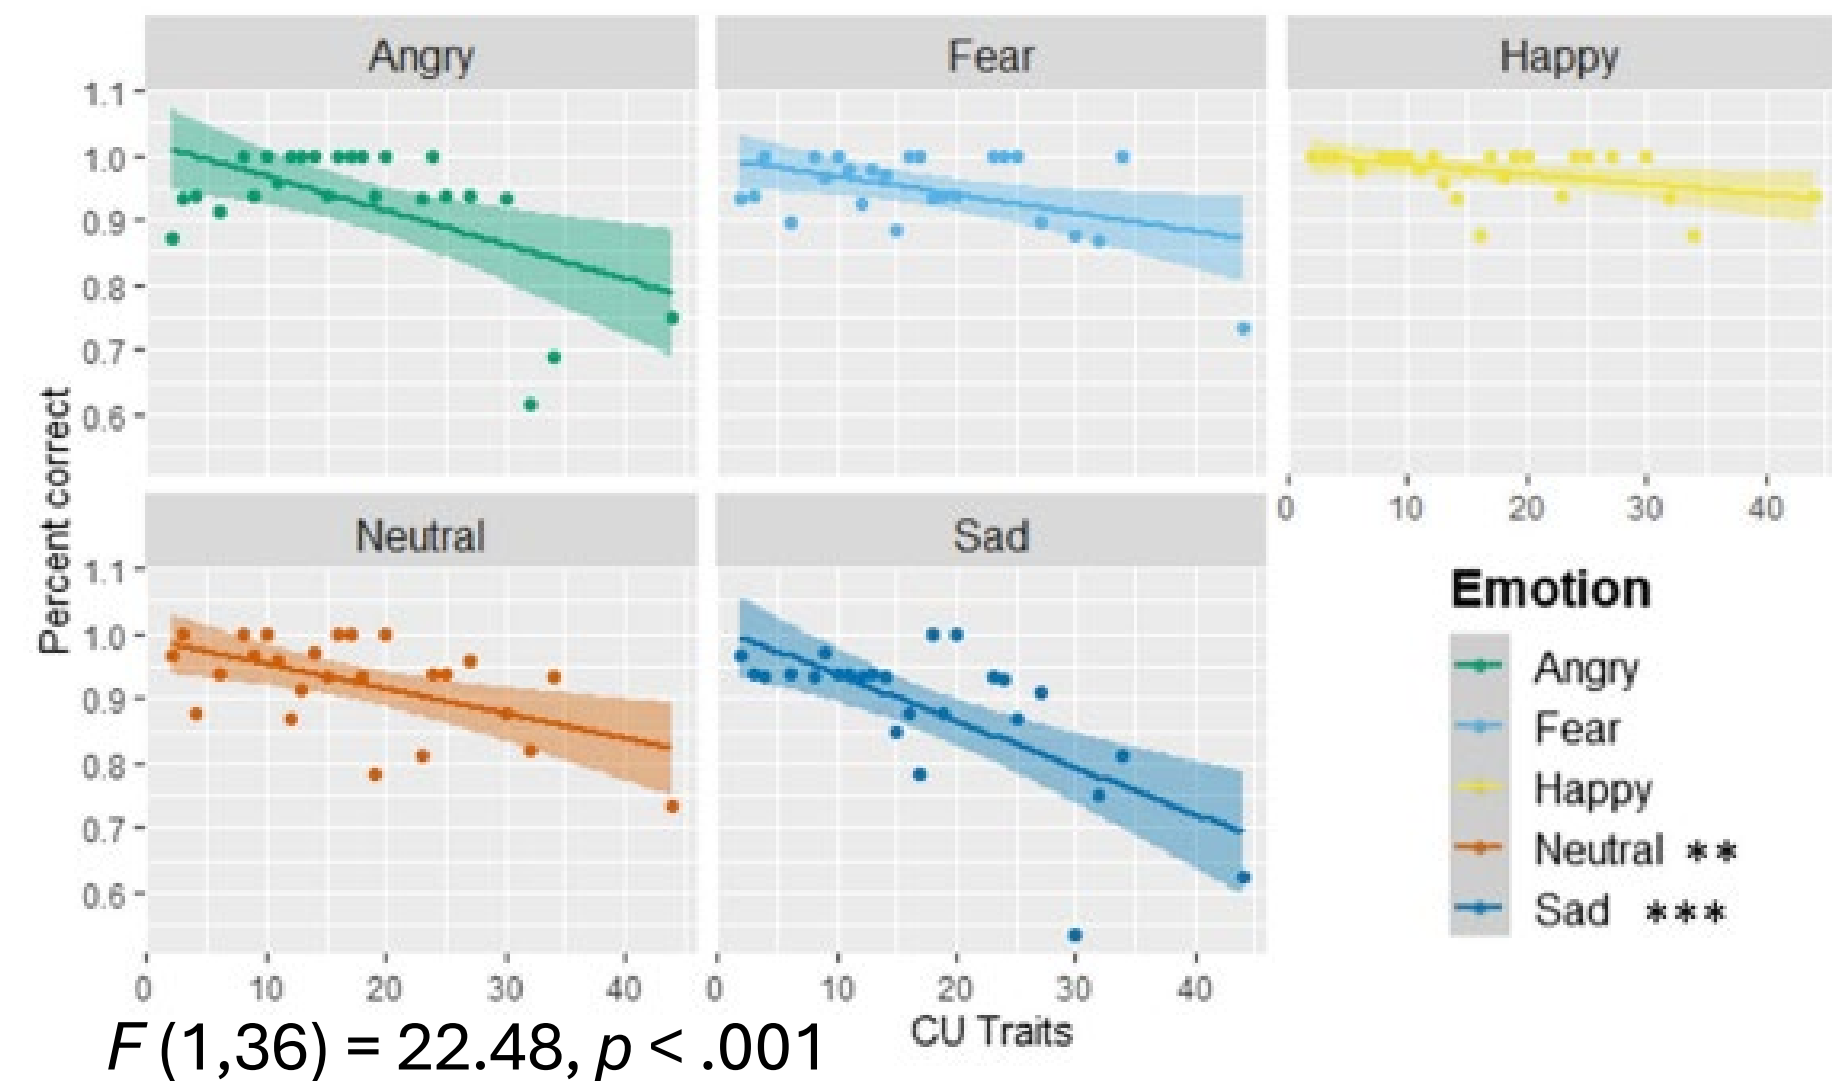 Angry
Fear
Happy
1.1
1.0
0.9
0.8
0.7
0.6
0 10 20 30 40
Percent correct
Neutral
Sad
1.1
1.0
0.9
0.8
0.7
0.6
0 10 20 30 40
0 10 20 30 40
CU Traits
Emotion
Angry
Fear
Happy
Neutral **
Sad ***
F (1,36) = 22.48, p < .001